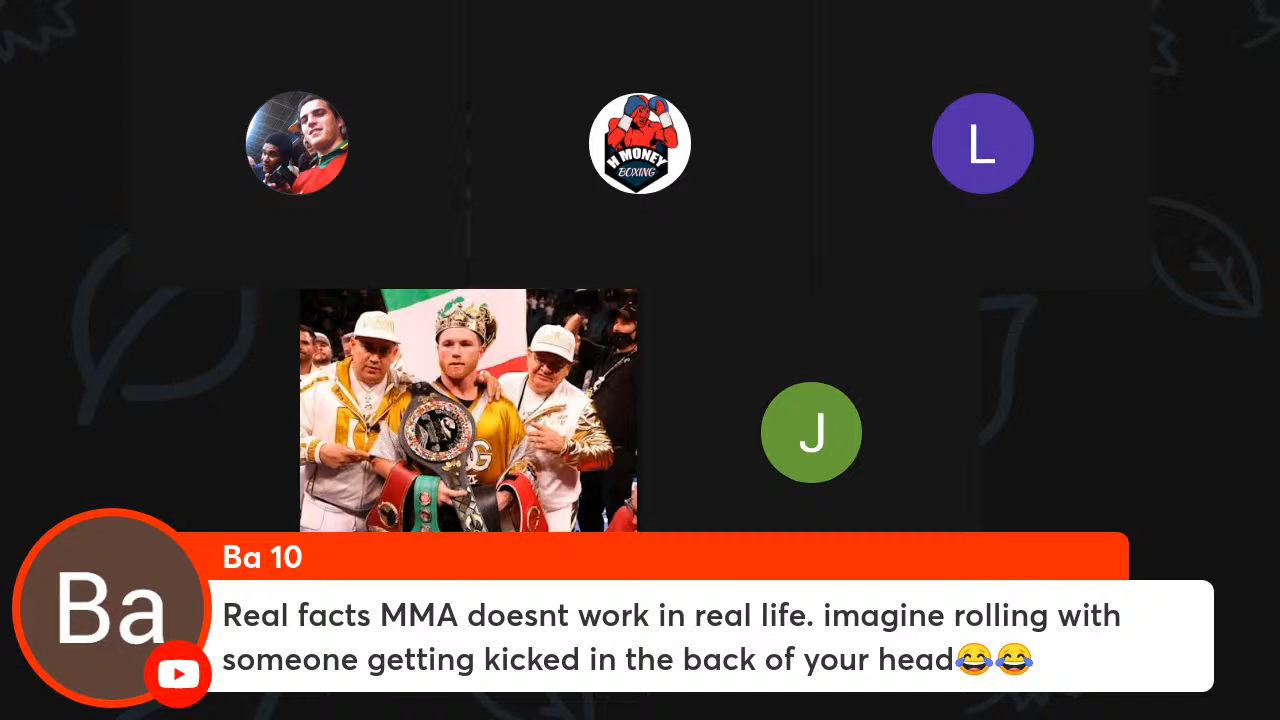 H MONEY
BOXING
L
J
Ba
Ba 10
Real facts MMA doesnt work in real life. imagine rolling with
someone getting kicked in the back of your head😂😂